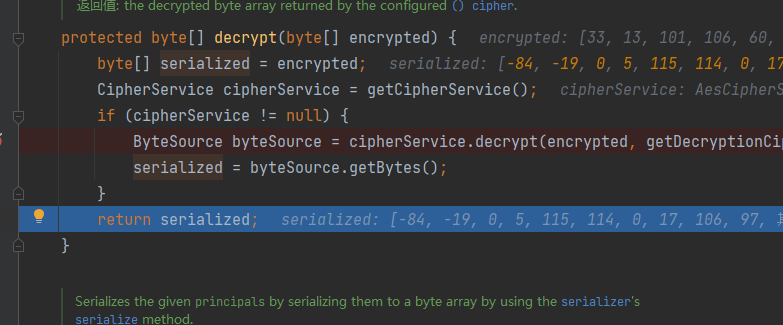 返回值: the decrypted byte array returned by the configured () cipher.
protected byte[] decrypt(byte[] encrypted) { encrypted: [33, 13, 101, 106, 60,
byte[] serialized = encrypted; serialized: [-84, -19, 0, 5, 115, 114, 0, 17
CipherService cipherService = getCipherService(); cipherService: AesCipherS
if (cipherService != null) {
ByteSource byteSource = cipherService.decrypt(encrypted, getDecryptionCip
serialized = byteSource.getBytes();
}
return serialized; serialized: [-84, -19, 0, 5, 115, 114, 0, 17, 106, 97,
}
Serializes the given principals by serializing them to a byte array by using the serializer's
serialize method.